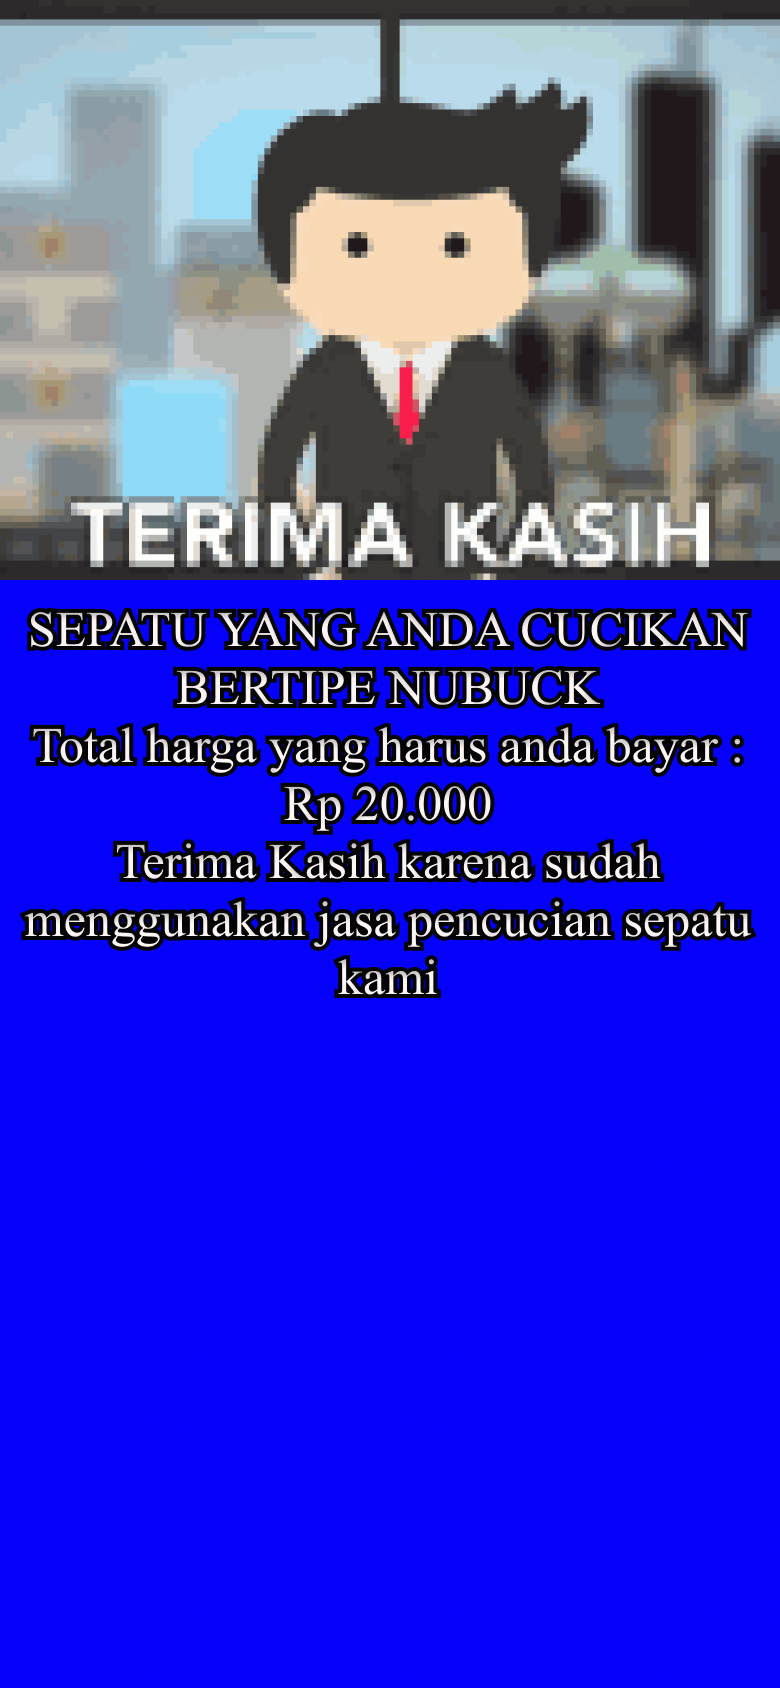 TERIMA KASIH
SEPATU YANG ANDA CUCIKAN
BERTIPE NUBUCK
Total harga yang harus anda bayar :
Rp 20.000
Terima Kasih karena sudah
menggunakan jasa pencucian sepatu
kami